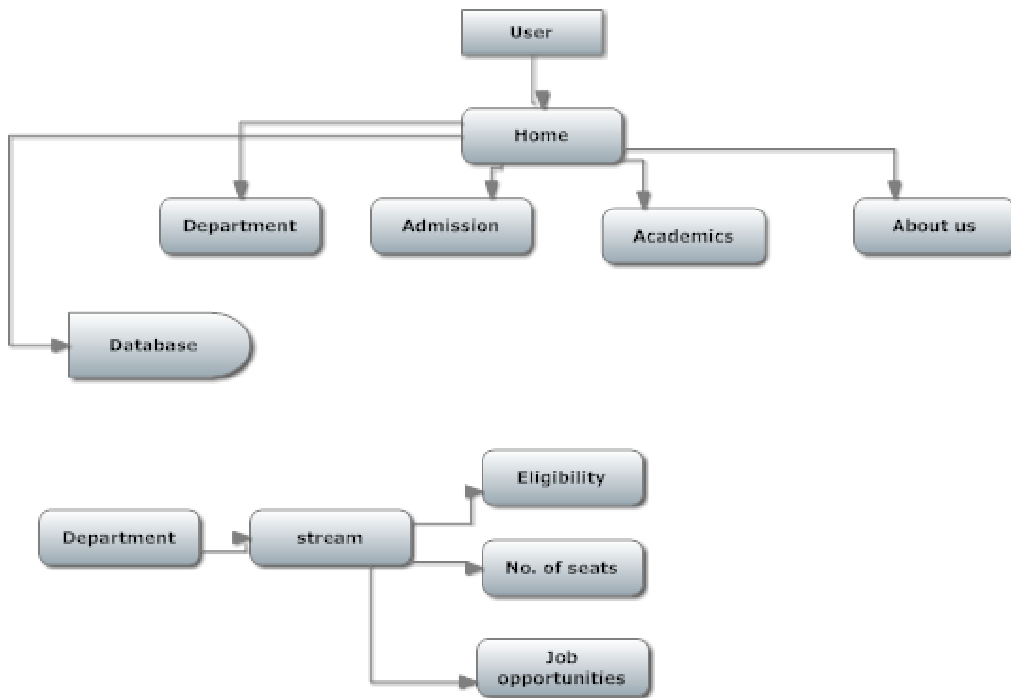 User
Home
Department
Admission
Academics
About us
Database
Eligibility
Department
stream
No. of seats
Job
opportunities